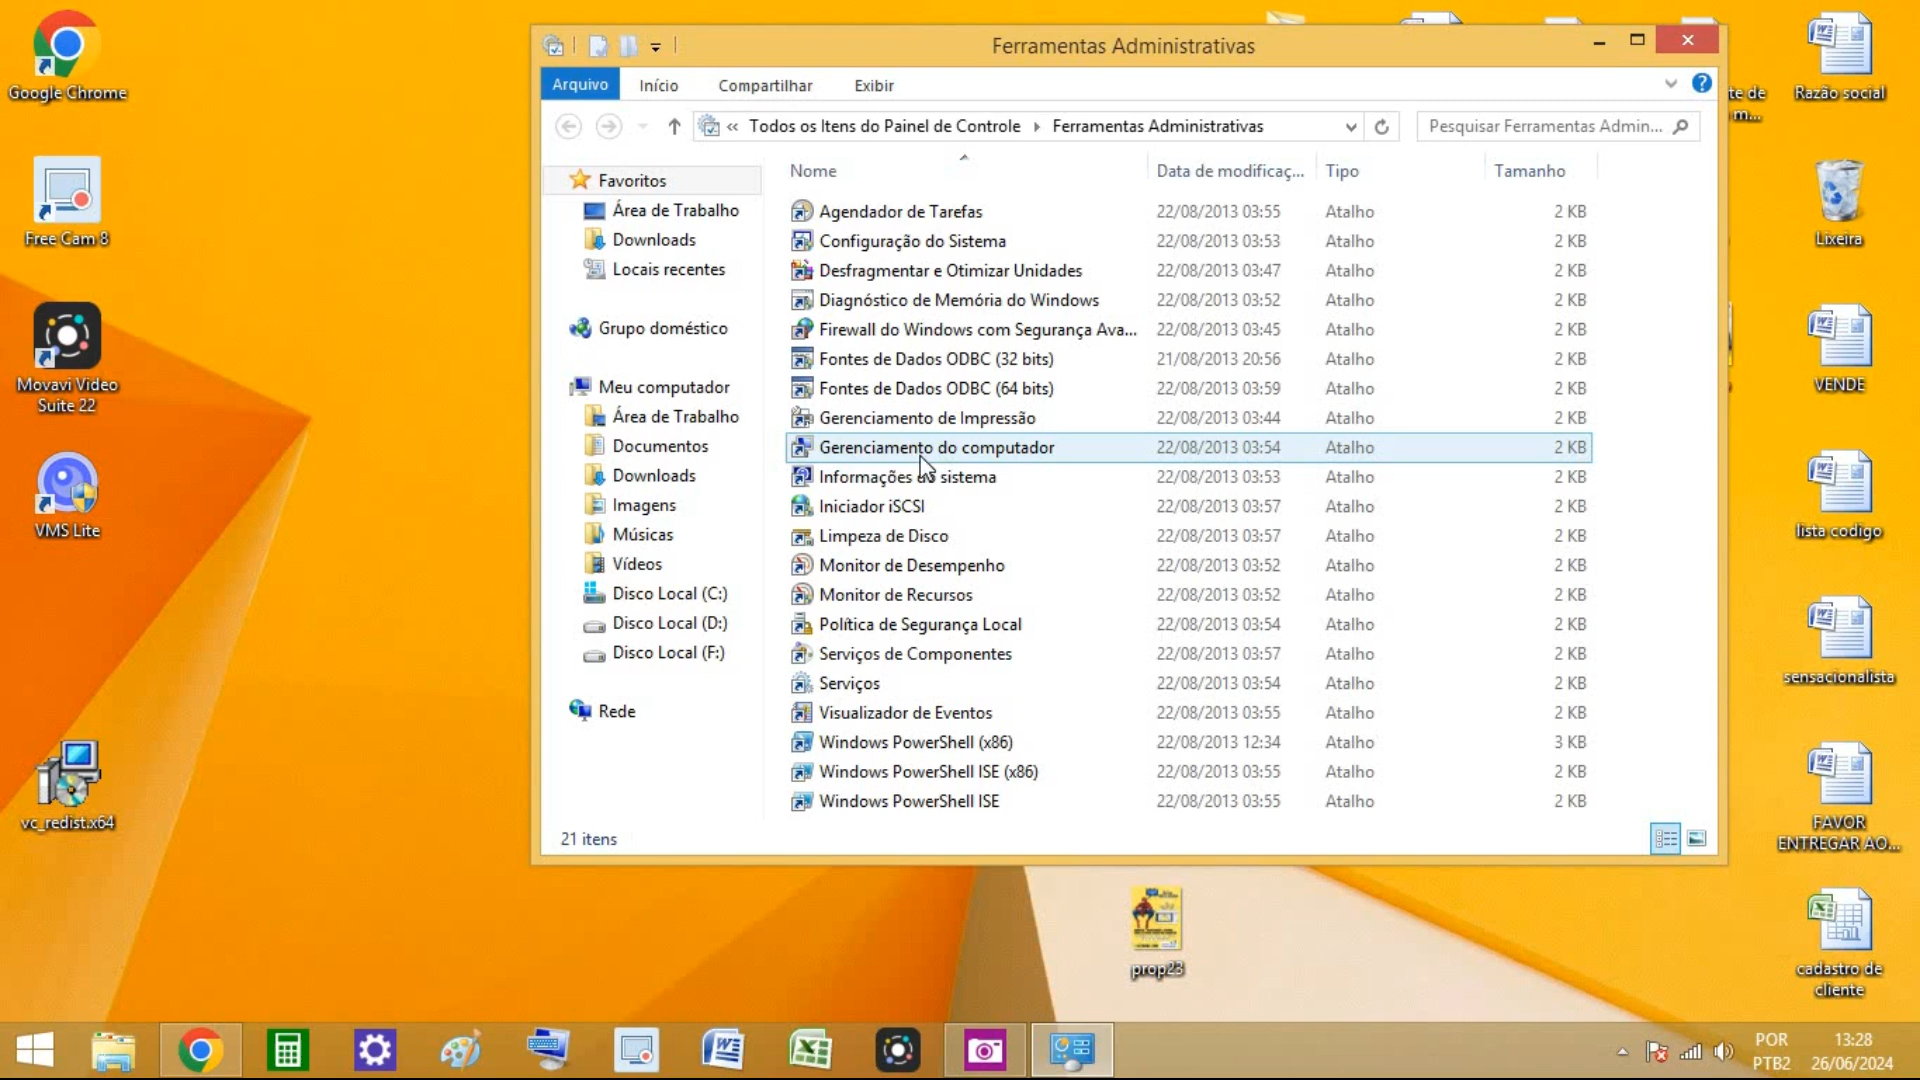 Google Chrome
Free Cam 8
Movavi Video
Suite 22
VMS Lite
vc_redist.x64
Ferramentas Administrativas
Arquivo
Início
Compartilhar
Exibir
« Todos os Itens do Painel de Controle
Ferramentas Administrativas
Pesquisar Ferramentas Admin...
Favoritos
Área de Trabalho
Downloads
Locais recentes
Grupo doméstico
Meu computador
Área de Trabalho
Documentos
Downloads
Imagens
Músicas
Vídeos
Disco Local (C:)
Disco Local (D:)
Disco Local (F:)
Rede
Nome Data de modificaç... Tipo Tamanho
Agendador de Tarefas 22/08/2013 03:55 Atalho 2 KB
Configuração do Sistema 22/08/2013 03:53 Atalho 2 KB
Desfragmentar e Otimizar Unidades 22/08/2013 03:47 Atalho 2 KB
Diagnóstico de Memória do Windows 22/08/2013 03:52 Atalho 2 KB
Firewall do Windows com Segurança Ava... 22/08/2013 03:45 Atalho 2 KB
Fontes de Dados ODBC (32 bits) 21/08/2013 20:56 Atalho 2 KB
Fontes de Dados ODBC (64 bits) 22/08/2013 03:59 Atalho 2 KB
Gerenciamento de Impressão 22/08/2013 03:44 Atalho 2 KB
Gerenciamento do computador 22/08/2013 03:54 Atalho 2 KB
Informações sistema 22/08/2013 03:53 Atalho 2 KB
Iniciador iSCSI 22/08/2013 03:57 Atalho 2 KB
Limpeza de Disco 22/08/2013 03:57 Atalho 2 KB
Monitor de Desempenho 22/08/2013 03:52 Atalho 2 KB
Monitor de Recursos 22/08/2013 03:52 Atalho 2 KB
Política de Segurança Local 22/08/2013 03:54 Atalho 2 KB
Serviços de Componentes 22/08/2013 03:57 Atalho 2 KB
Serviços 22/08/2013 03:54 Atalho 2 KB
Visualizador de Eventos 22/08/2013 03:55 Atalho 2 KB
Windows PowerShell (x86) 22/08/2013 12:34 Atalho 3 KB
Windows PowerShell ISE (x86) 22/08/2013 03:55 Atalho 2 KB
Windows PowerShell ISE 22/08/2013 03:55 Atalho 2 KB
21 itens
te de
m...
Razão social
Lixeira
VENDE
lista codigo
sensacionalista
FAVOR
ENTREGAR AO...
cadastro de
cliente
prop23
POR
PTB2
13:28
26/06/2024